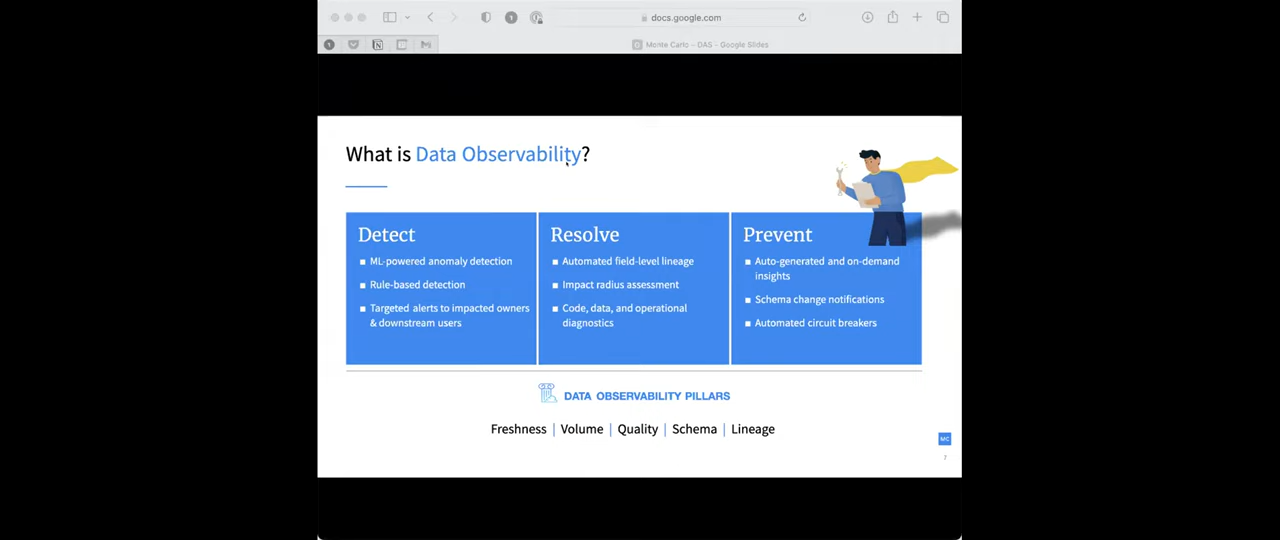 docs.google.com
Monte Carlo - DAS - Google Slides
What is Data Observability?
Detect
ML-powered anomaly detection
Rule-based detection
Targeted alerts to impacted owners
& downstream users
Resolve
Automated field-level lineage
Impact radius assessment
Code, data, and operational
diagnostics
Prevent
Auto-generated and on-demand
insights
Schema change notifications
Automated circuit breakers
DATA OBSERVABILITY PILLARS
Freshness | Volume | Quality | Schema | Lineage
MC
7